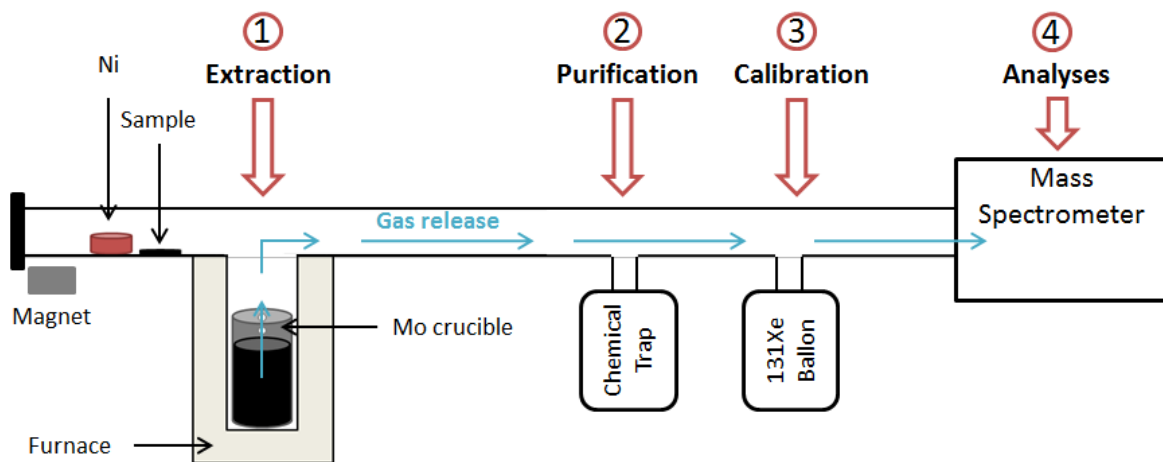 1
Extraction
2
Purification
3
Calibration
4
Analyses
Ni
Sample
Mass
Spectrometer
Gas release
Magnet
Mo crucible
Chemical
Trap
131Xe
Ballon
Furnace